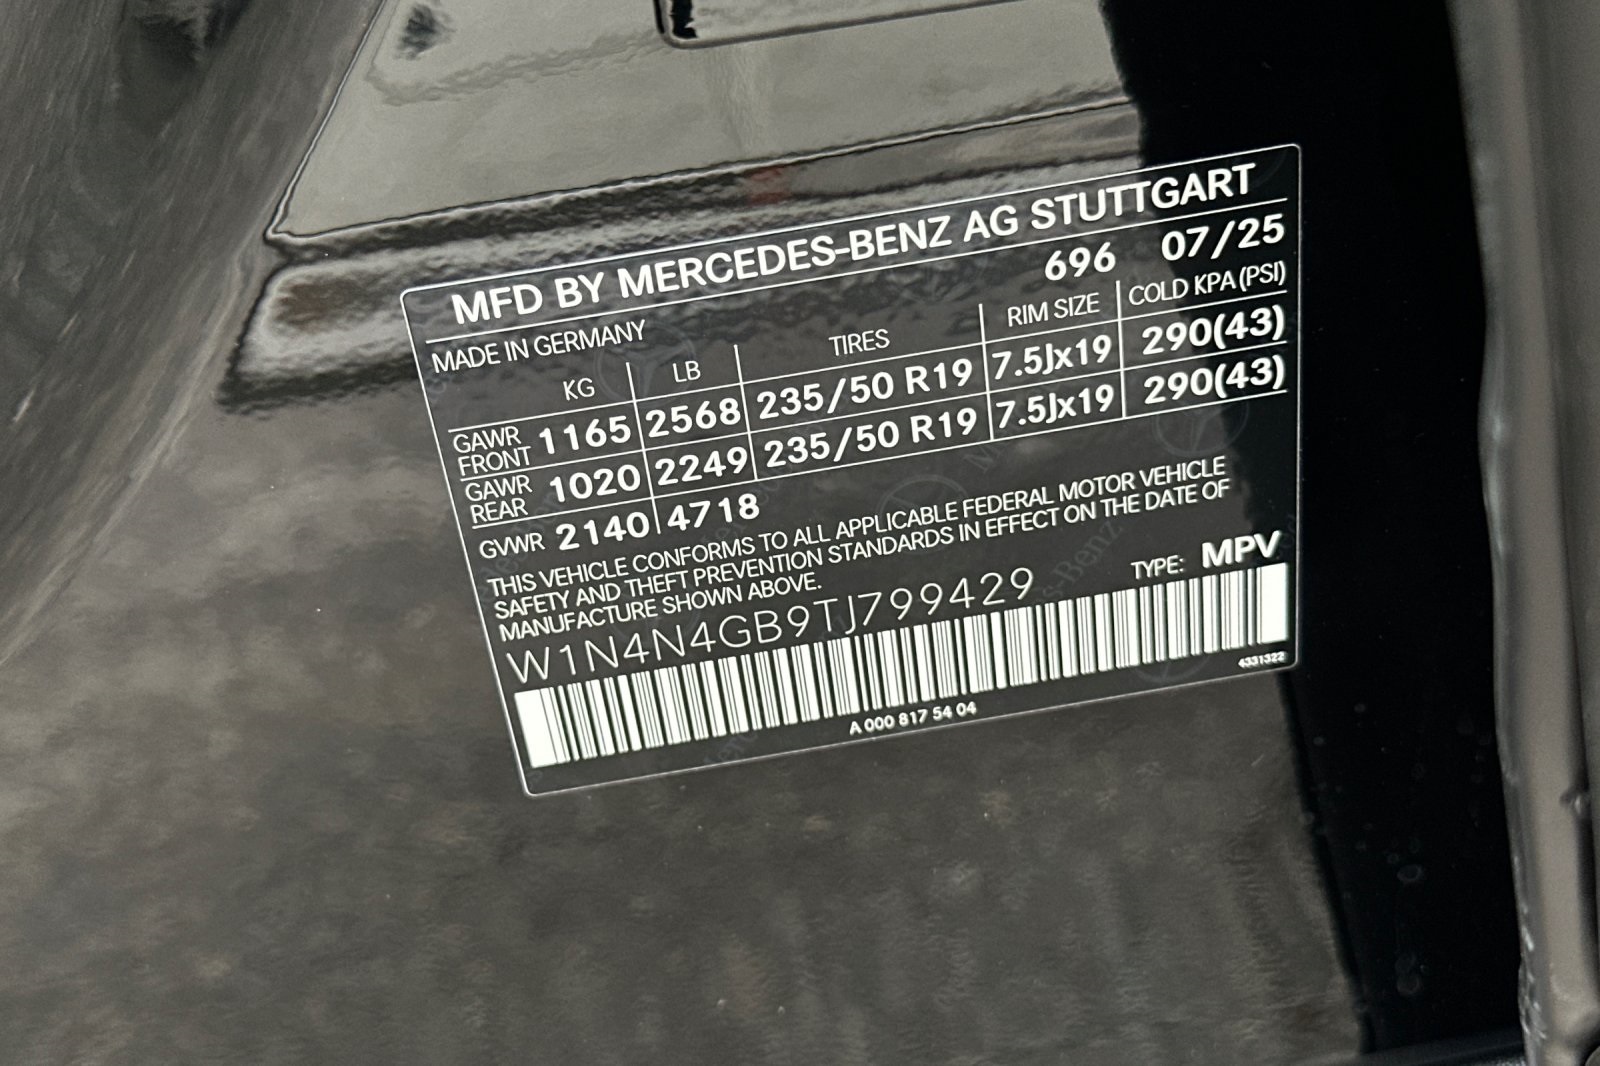 MFD BY MERCEDES-BENZ AG STUTTGART
MADE IN GERMANY 696 07/25
KG LB TIRES RIM SIZE COLD KPA (PSI)
GAWR FRONT 1165 2568 235/50 R19 7.5Jx19 290(43)
GAWR REAR 1020 2249 235/50 R19 7.5Jx19 290(43)
GVWR 2140 4718
THIS VEHICLE CONFORMS TO ALL APPLICABLE FEDERAL MOTOR VEHICLE
SAFETY AND THEFT PREVENTION STANDARDS IN EFFECT ON THE DATE OF
MANUFACTURE SHOWN ABOVE.
W1N4N4GB9TJ799429 TYPE: MPV
4331322
A 000 817 54 04